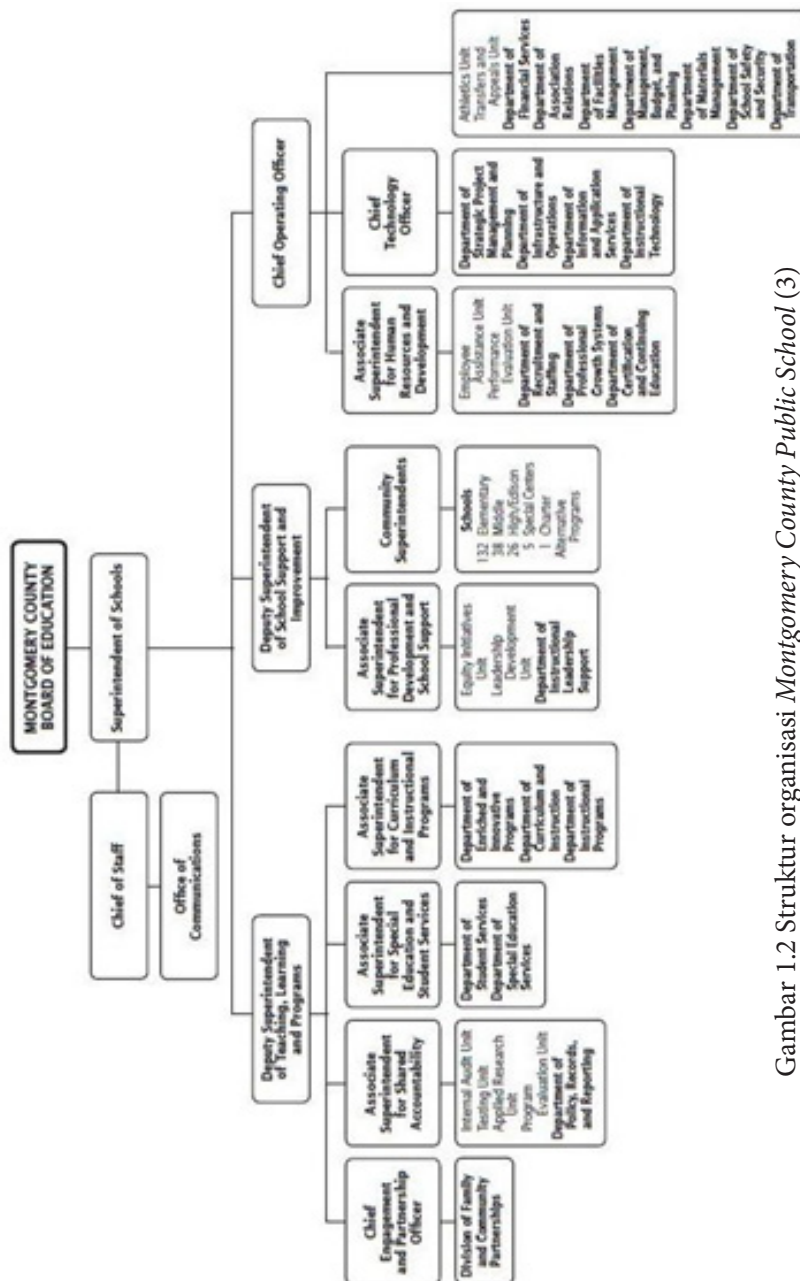 MONTGOMERY COUNTY
BOARD OF EDUCATION
Superintendent of Schools
Chief of Staff
Office of
Communications
Deputy Superintendent
of Teaching, Learning
and Programs
Deputy Superintendent
of School Support and
Improvement
Chief Operating Officer
Chief
Engagement
and Partnership
Officer
Division of Family
and Community
Partnerships
Associate
Superintendent
for Shared
Accountability
Internal Audit Unit
Testing Unit
Applied Research
Unit
Program
Evaluation Unit
Department of
Policy, Records,
and Reporting
Associate
Superintendent
for Special
Education and
Student Services
Department of
Student Services
Department of
Special Education
Services
Associate
Superintendent
for Curriculum
and Instructional
Programs
Department of
Enriched and
Innovative
Programs
Department of
Curriculum and
Instruction
Department of
Instructional
Programs
Associate
Superintendent
for Professional
Development and
School Support
Equity Initiatives
Unit
Leadership
Development
Unit
Department of
Instructional
Leadership
Support
Community
Superintendents
Schools
132 Elementary
38 Middle
26 High/Edison
5 Special Centers
1 Charter
Alternative
Programs
Associate
Superintendent
for Human
Resources and
Development
Employee
Assistance Unit
Performance
Evaluation Unit
Department of
Recruitment and
Staffing
Department of
Professional
Growth Systems
Department of
Certification
and Continuing
Education
Chief
Technology
Officer
Department of
Strategic Project
Management and
Planning
Department of
Infrastructure and
Operations
Department of
Information
and Application
Services
Department of
Instructional
Technology
Athletics Unit
Transfers and
Appeals Unit
Department of
Financial Services
Department of
Association
Relations
Department
of Facilities
Management
Department of
Management,
Budget, and
Planning
Department
of Materials
Management
Department of
School Safety
and Security
Department of
Transportation
Gambar 1.2 Struktur organisasi Montgomery County Public School (3)